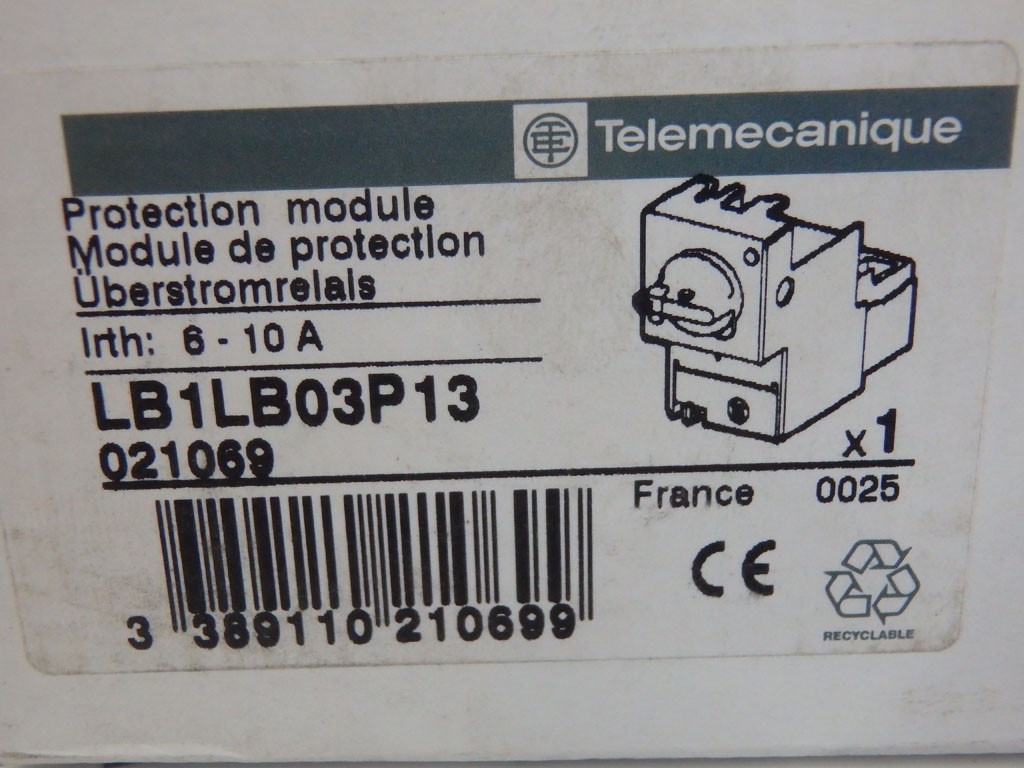 Telemecanique
Protection module
Module de protection
Überstromrelais
Irth: 6 - 10 A
LB1LB03P13
021069
x1
France 0025
3 389110 210699
CE
RECYCLABLE